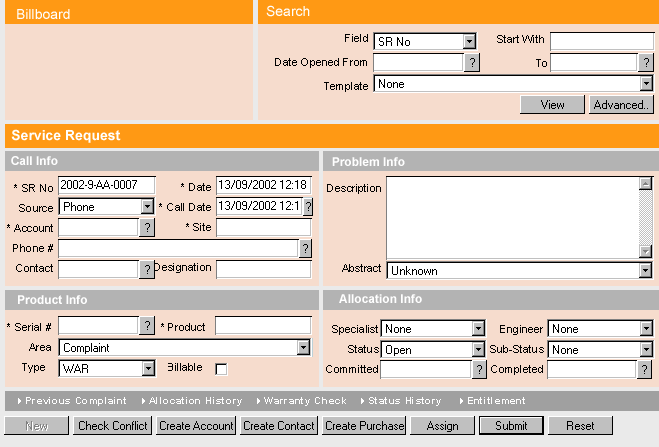 Billboard
Search
Field SR No Start With
Date Opened From ? To ?
Template None
View Advanced..
Service Request
Call Info
* SR No 2002-9-AA-0007 * Date 13/09/2002 12:18
Source Phone * Call Date 13/09/2002 12:1 ?
* Account ? * Site
Phone # ?
Contact ? Designation
Problem Info
Description
Abstract Unknown
Product Info
* Serial # ? * Product
Area Complaint
Type WAR Billable
Allocation Info
Specialist None Engineer None
Status Open Sub-Status None
Committed ? Completed ?
Previous Complaint Allocation History Warranty Check Status History Entitlement
New Check Conflict Create Account Create Contact Create Purchase Assign Submit Reset